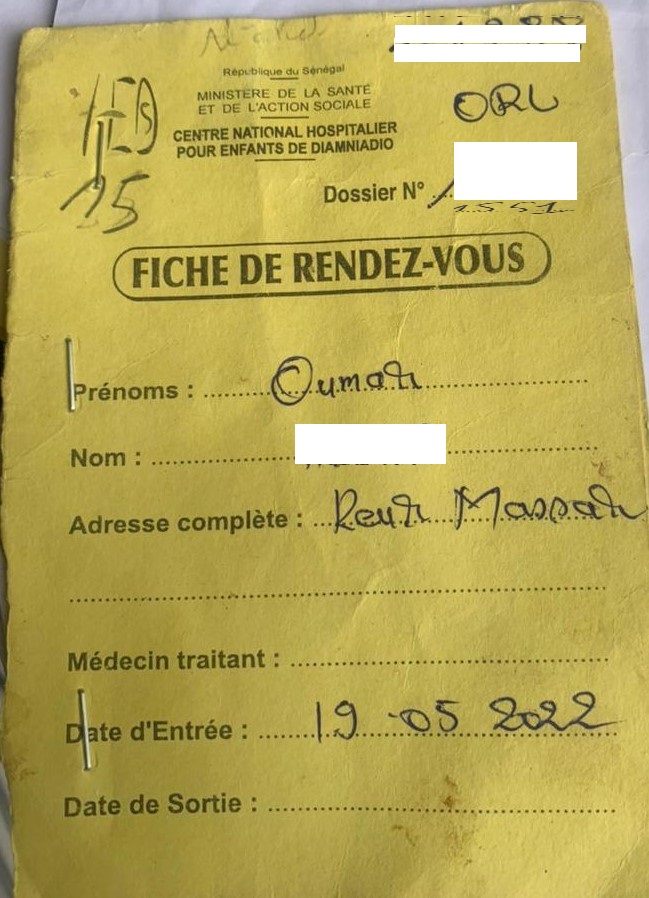 République du Sénégal
MINISTERE DE LA SANTE
ET DE L'ACTION SOCIALE
CENTRE NATIONAL HOSPITALIER
POUR ENFANTS DE DIAMNIADIO
ORL
15
Dossier N° :
FICHE DE RENDEZ-VOUS
Prénoms : Oumar
Nom :
Adresse complète : Keur Massar
Médecin traitant :
Date d'Entrée : 19-05 2022
Date de Sortie :